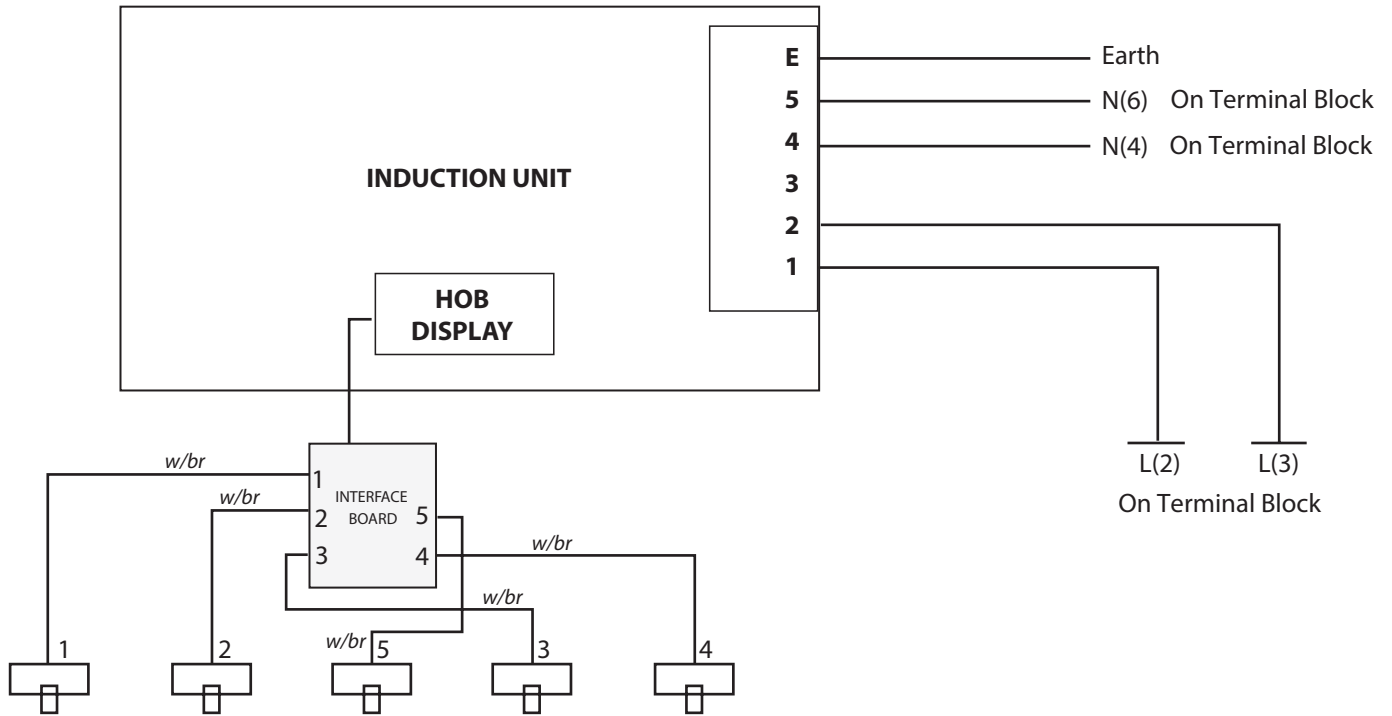 E
Earth
5
N(6) On Terminal Block
4
N(4) On Terminal Block
INDUCTION UNIT
3
2
1
HOB
DISPLAY
L(2)
L(3)
On Terminal Block
w/br
1
w/br
2
INTERFACE
BOARD
5
3
4
w/br
w/br
w/br
1
2
5
3
4